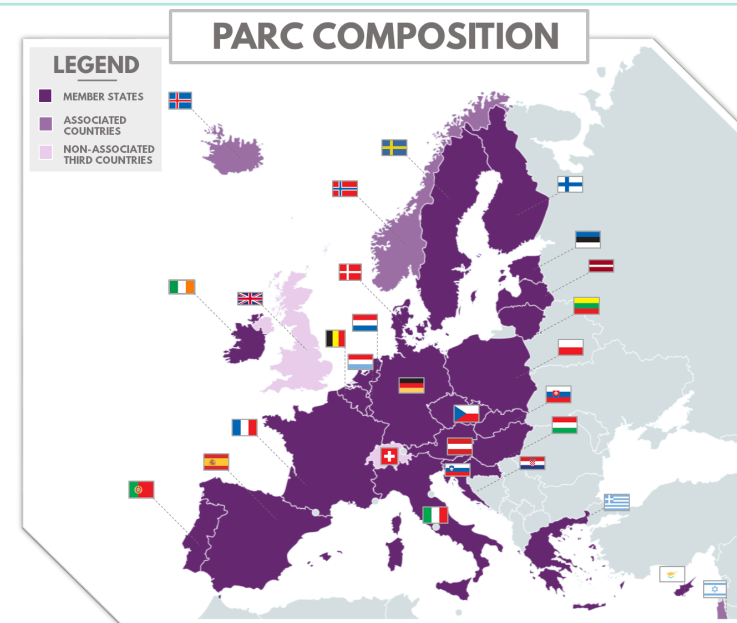 PARC COMPOSITION
LEGEND
MEMBER STATES
ASSOCIATED
COUNTRIES
NON-ASSOCIATED
THIRD COUNTRIES